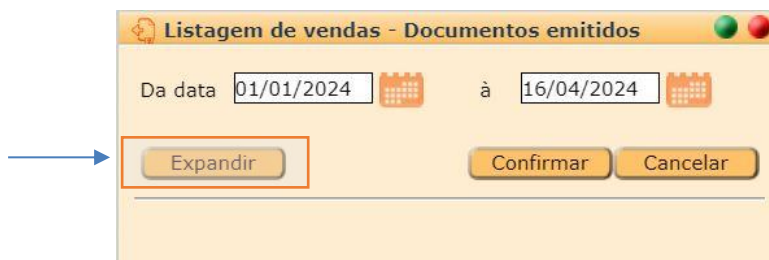 Listagem de vendas - Documentos emitidos
Da data 01/01/2024 à 16/04/2024
Expandir Confirmar Cancelar